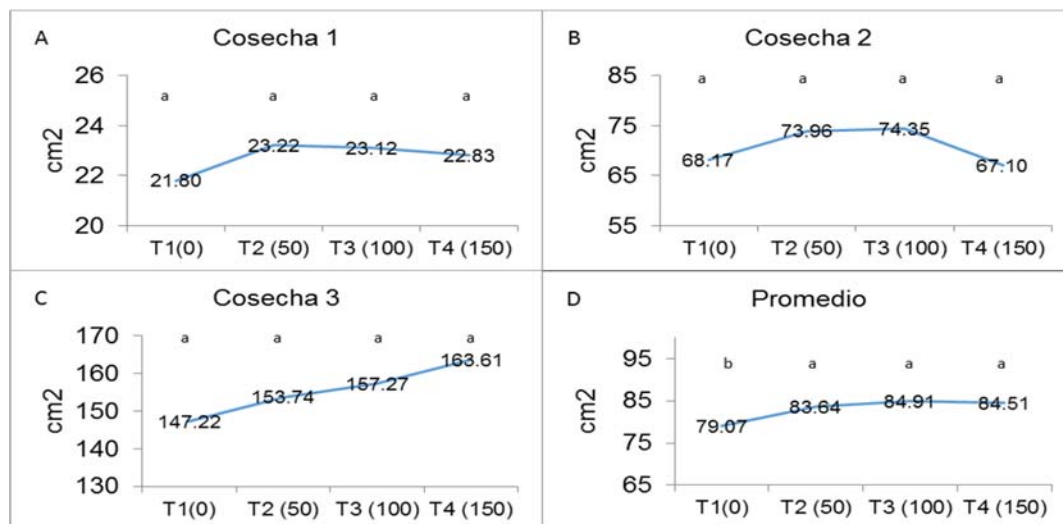 A
Cosecha 1
26
24
22
20
cm2
a a a a
21.80 23.22 23.12 22.83
T1(0) T2 (50) T3 (100) T4 (150)
B
Cosecha 2
85
75
65
55
cm2
a a a a
68.17 73.96 74.35 67.10
T1(0) T2 (50) T3 (100) T4 (150)
C
Cosecha 3
170
160
150
140
130
cm2
a a a a
147.22 153.74 157.27 163.61
T1(0) T2 (50) T3 (100) T4 (150)
D
Promedio
95
85
75
65
cm2
b a a a
79.07 83.64 84.91 84.51
T1(0) T2 (50) T3 (100) T4 (150)